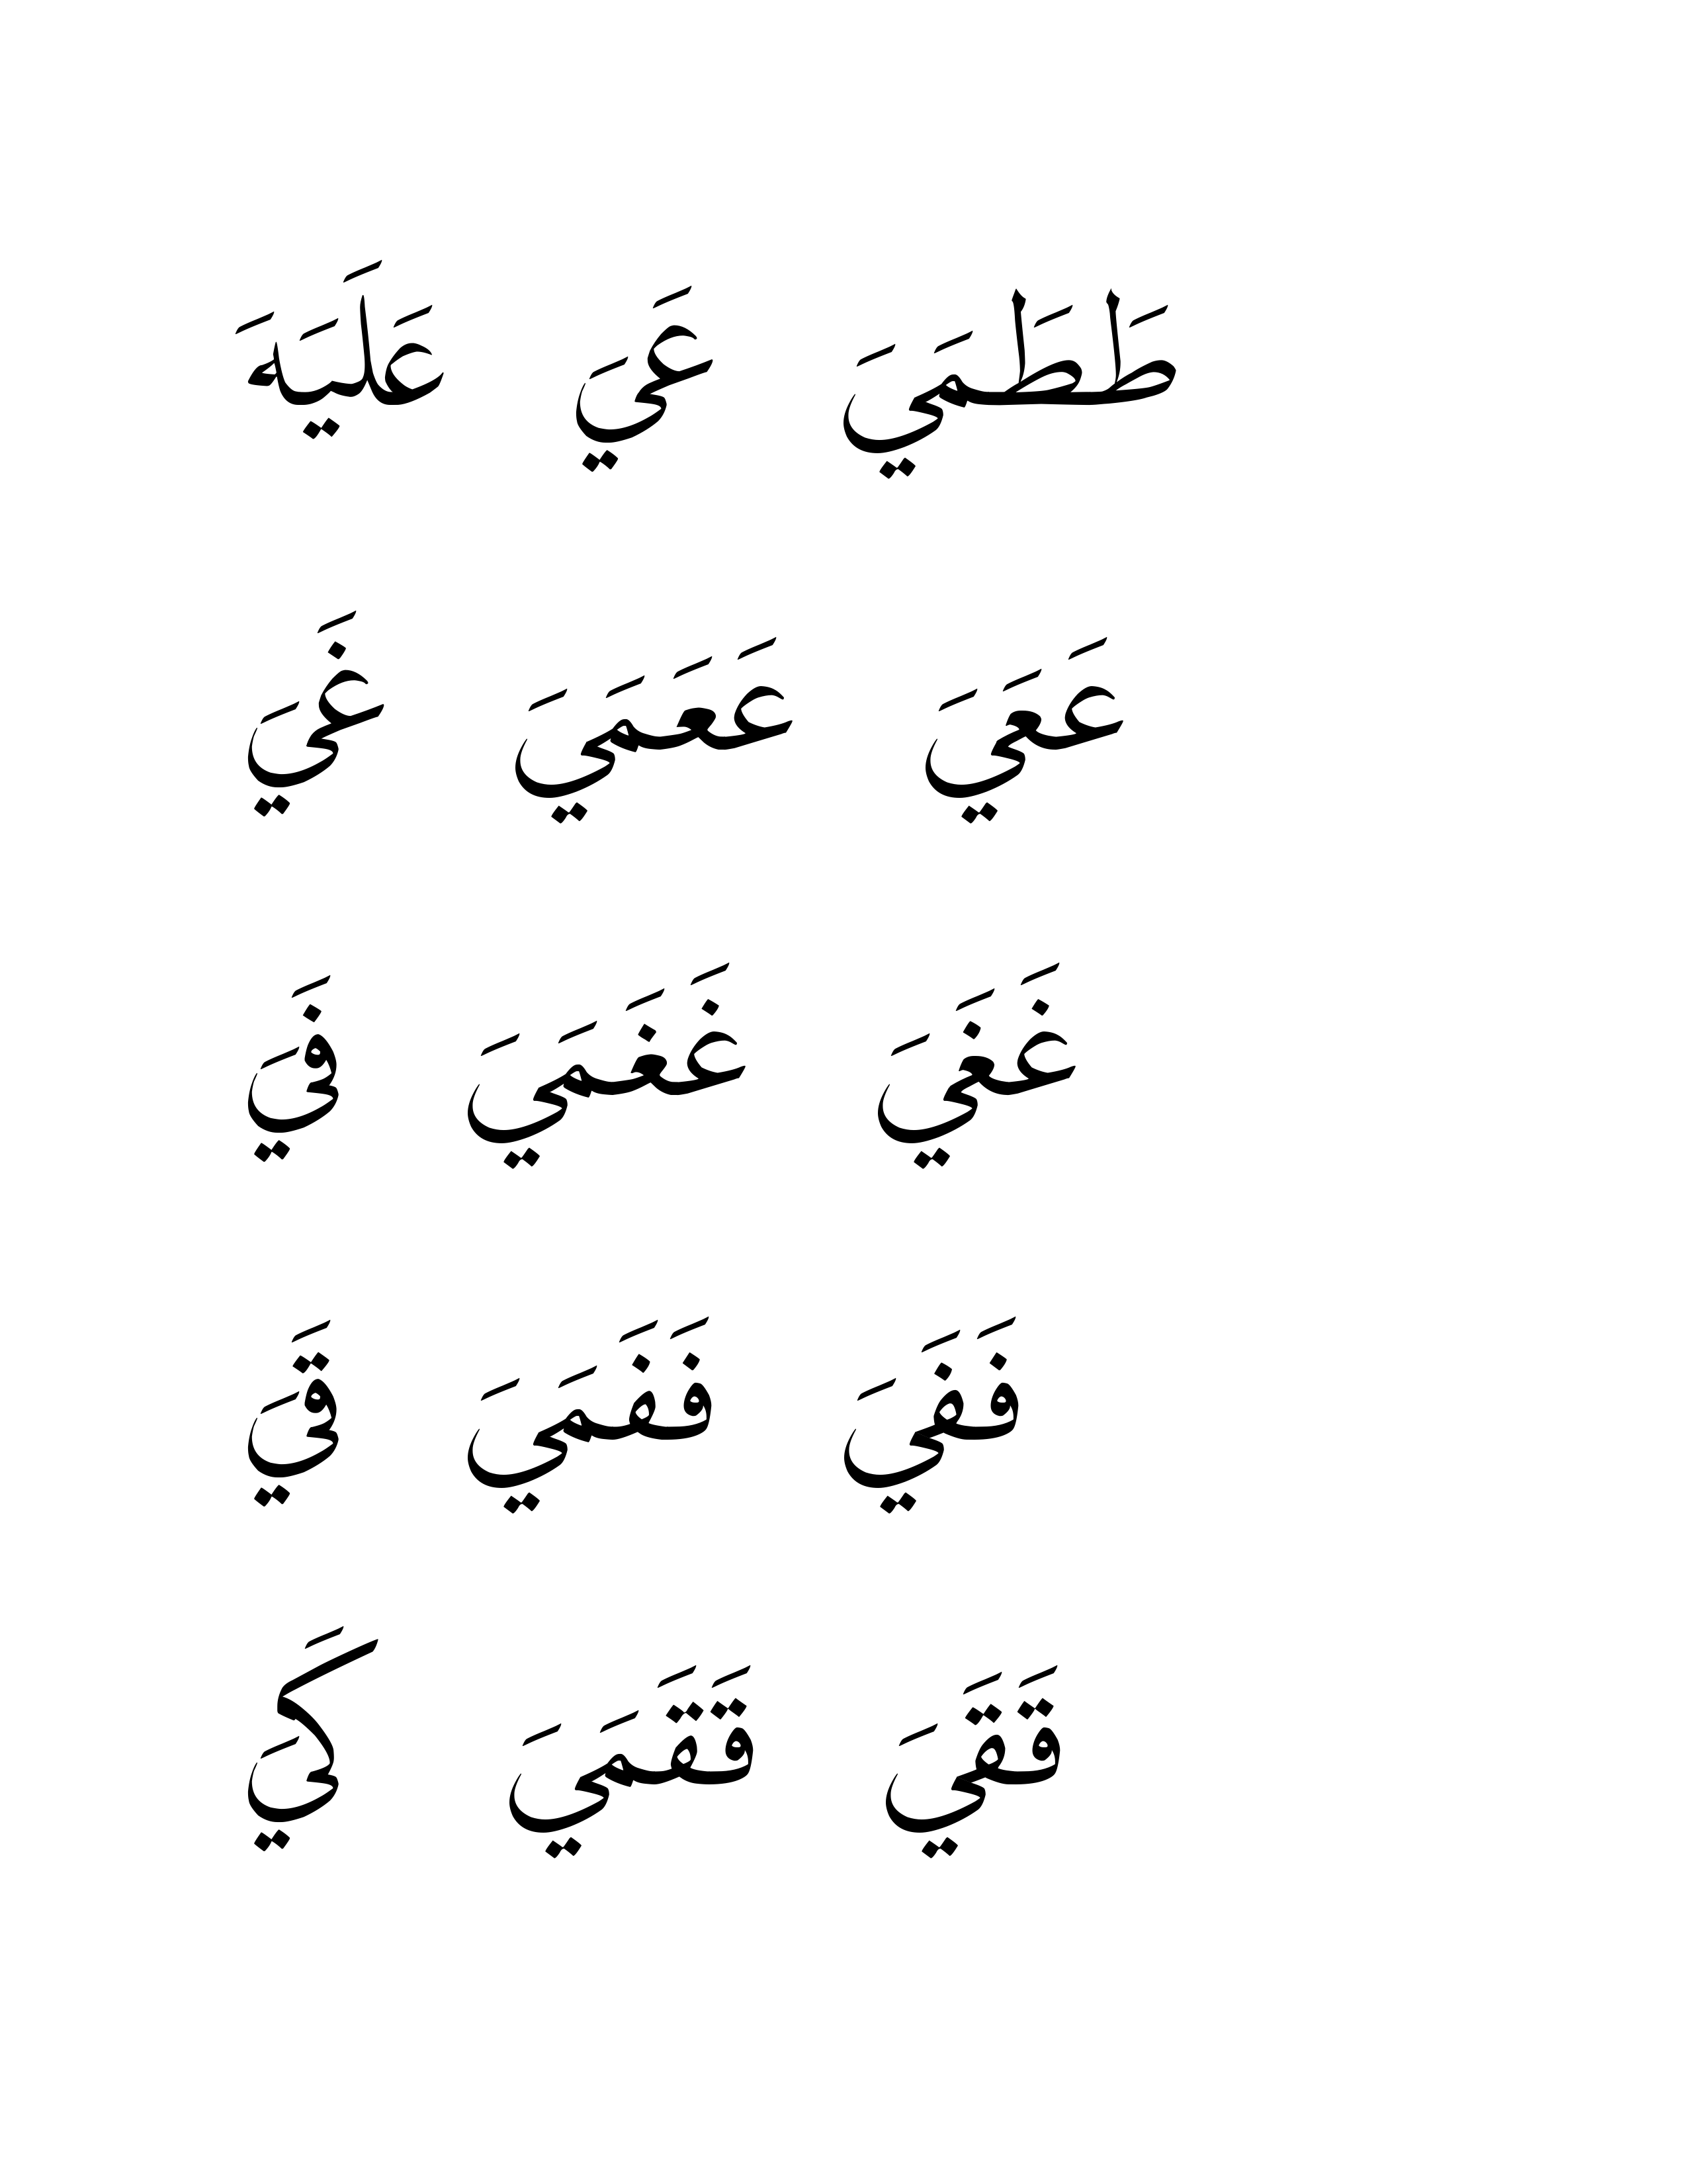 طَطَمَيَ عَيَ عَلَيَهَ
عَعَيَ عَعَمَيَ غَيَ
غَغَيَ غَغَمَيَ فَيَ
فَفَيَ فَفَمَيَ قَيَ
قَقَيَ قَقَمَيَ كَيَ